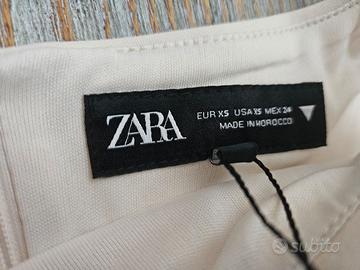 ZARA
EUR XS USA XS MEX 24
MADE IN MOROCCO
subito